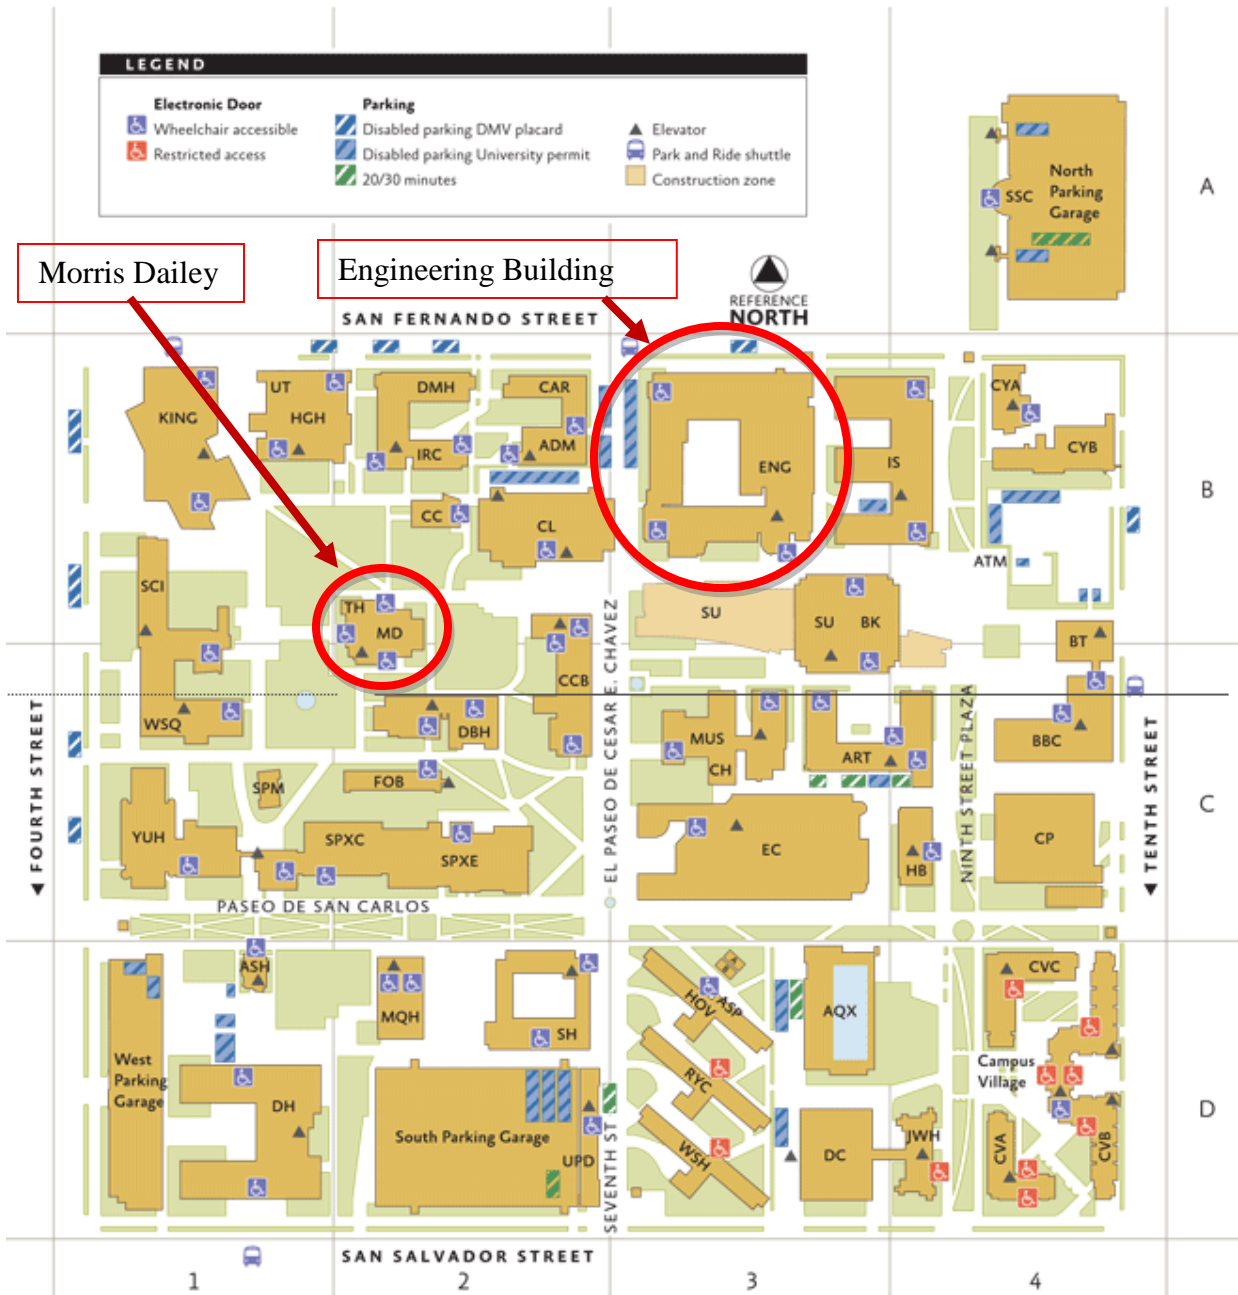 LEGEND
Electronic Door
Wheelchair accessible
Restricted access
Parking
Disabled parking DMV placard
Disabled parking University permit
20/30 minutes
Elevator
Park and Ride shuttle
Construction zone
North
Parking
Garage
SSC
A
Morris Dailey
Engineering Building
REFERENCE
NORTH
SAN FERNANDO STREET
KING
UT
HGH
DMH
IRC
CAR
ADM
ENG
IS
CYA
CYB
B
CC
CL
ATM
SCI
TH
MD
SU
SU
BK
BT
CCB
WSQ
DBH
MUS
CH
ART
BBC
FOURTH STREET
EL PASEO DE CESAR E. CHAVEZ
NINTH STREET PLAZA
TENTH STREET
SPM
FOB
C
YUH
SPXC
SPXE
EC
HB
CP
PASEO DE SAN CARLOS
ASH
MQH
SH
HOV
ASP
AQX
CVC
West
Parking
Garage
DH
RYC
Campus
Village
D
South Parking Garage
UPD
SEVENTH ST
WSH
DC
JWH
CVA
CVB
SAN SALVADOR STREET
1
2
3
4